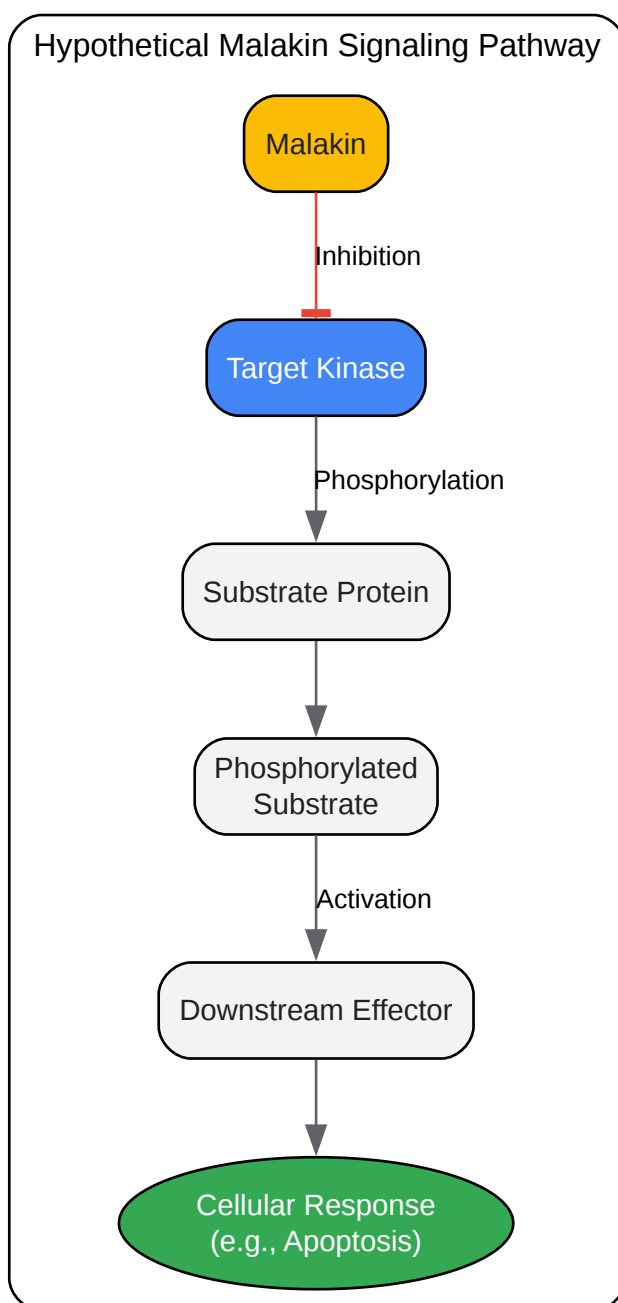 Hypothetical Malakin Signaling Pathway
Malakin
Inhibition
Target Kinase
Phosphorylation
Substrate Protein
Phosphorylated
Substrate
Activation
Downstream Effector
Cellular Response
(e.g., Apoptosis)